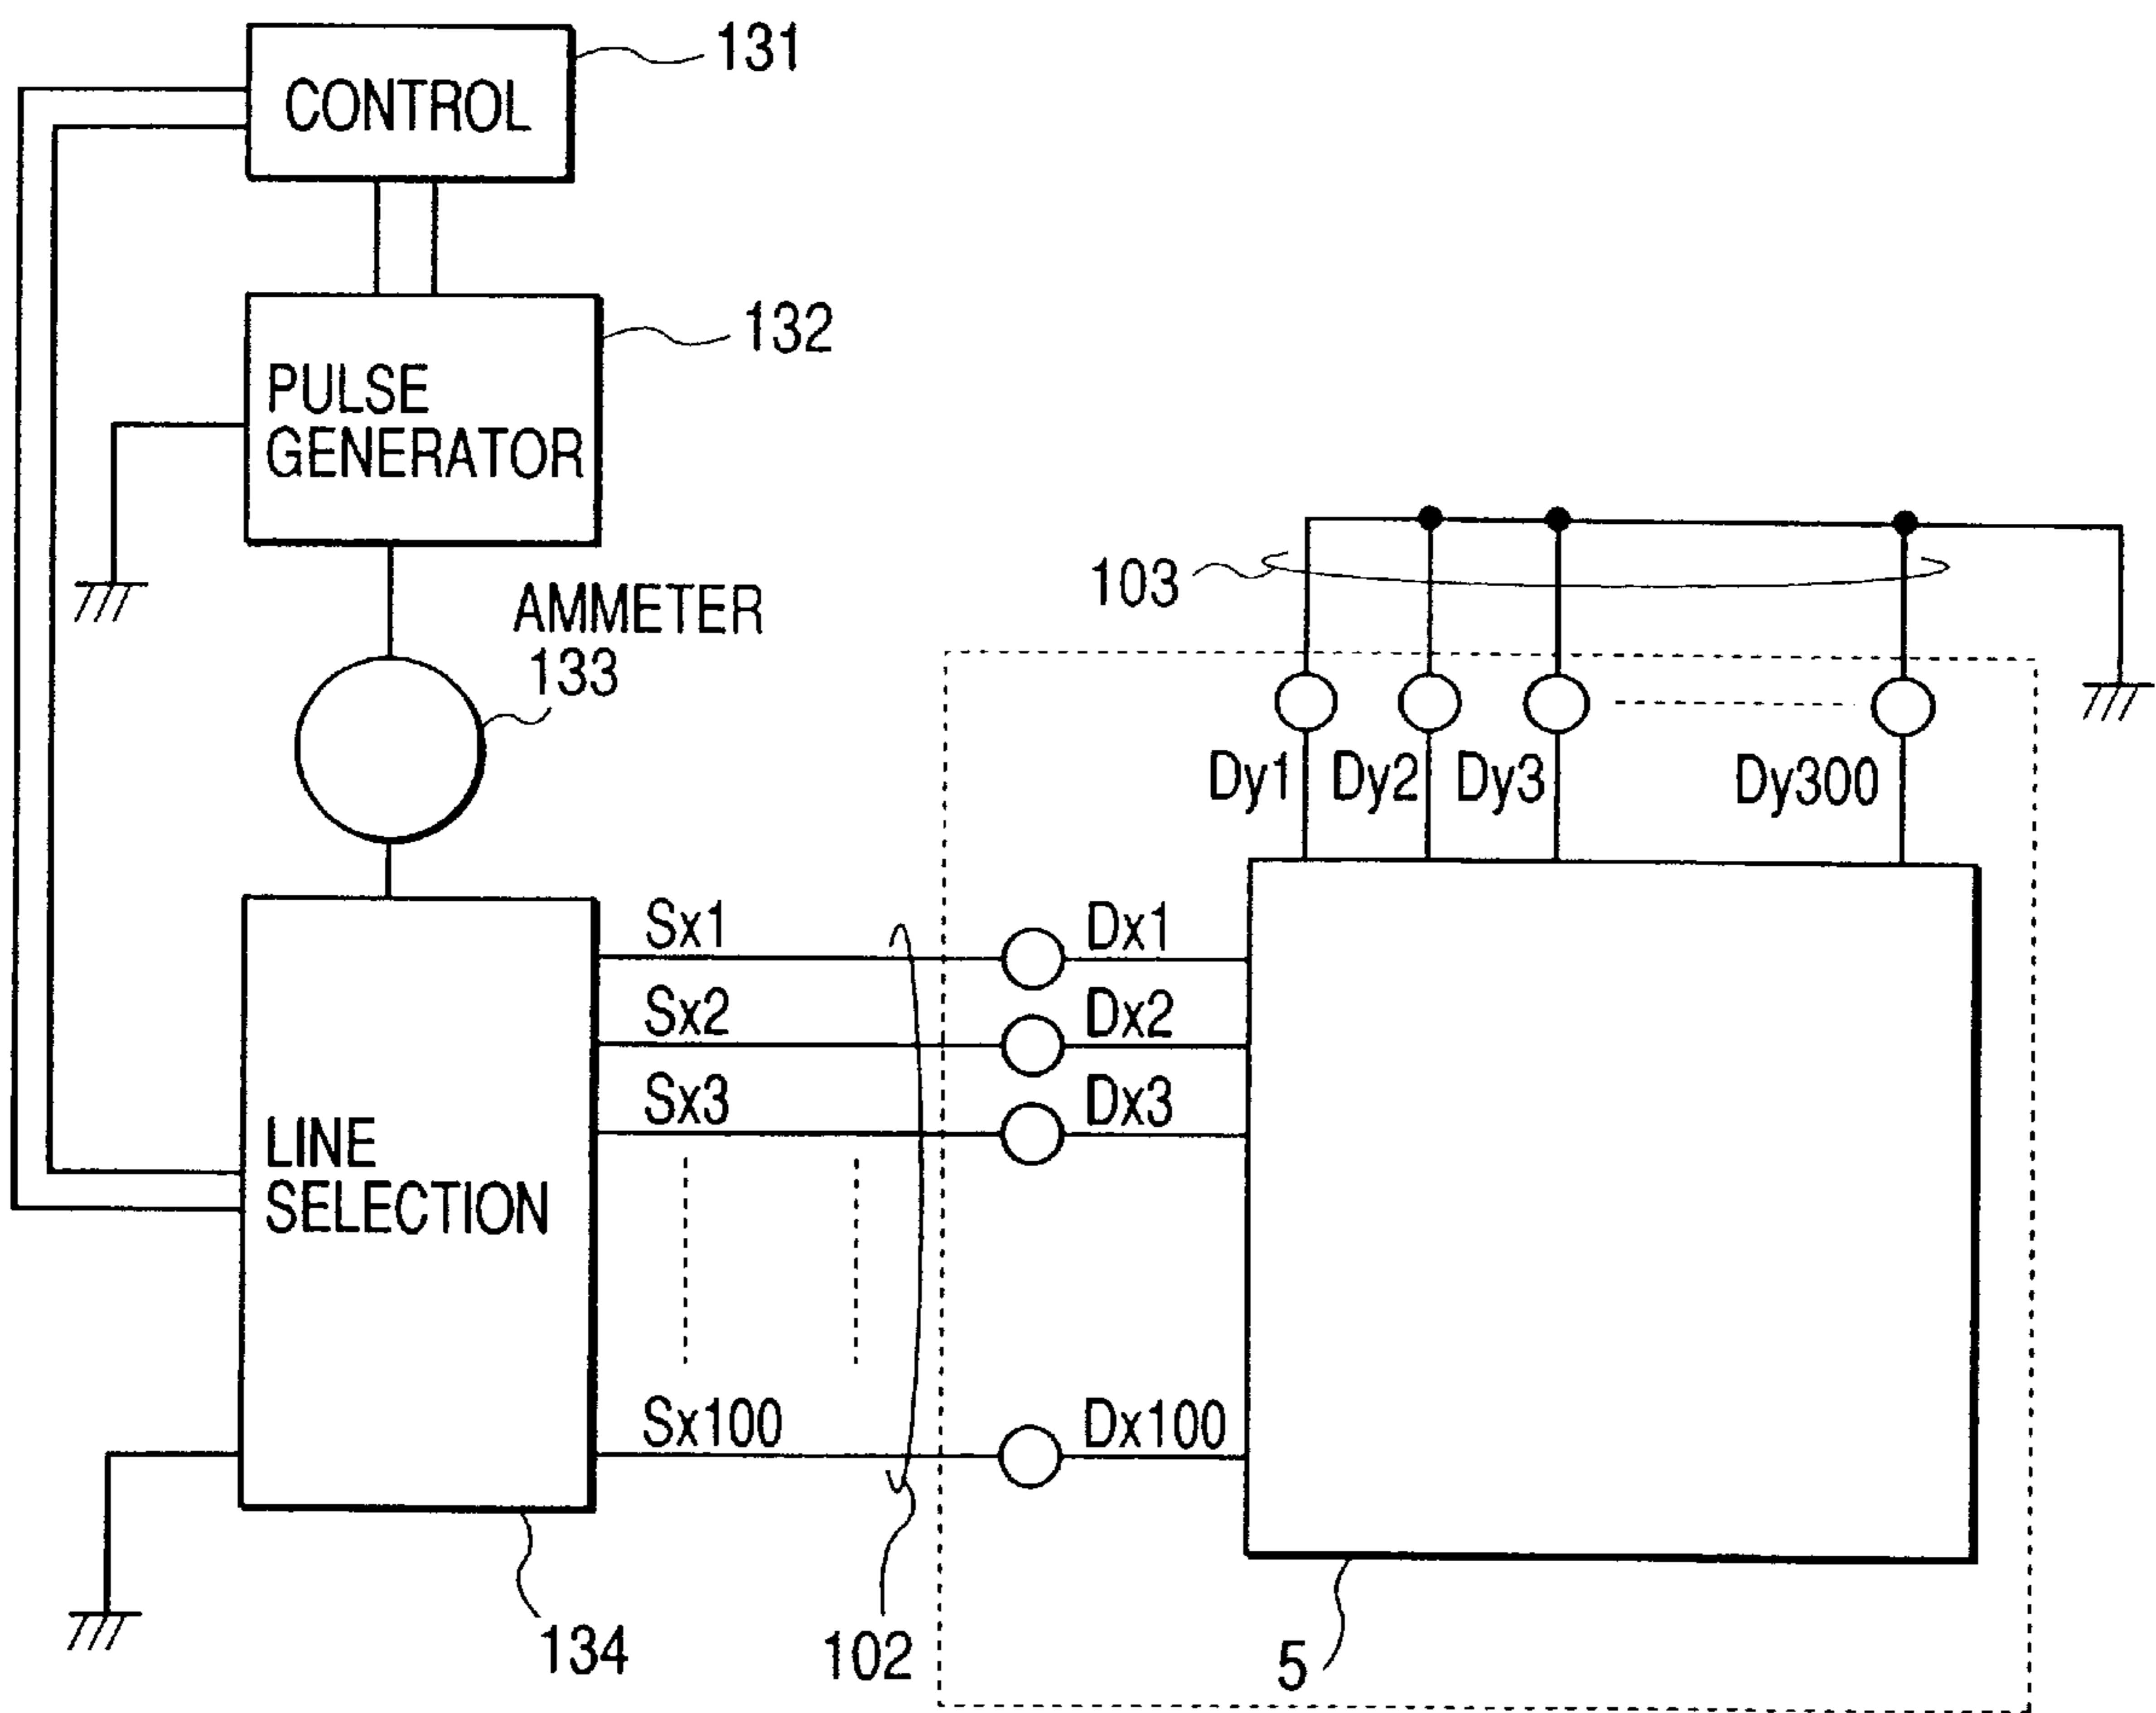 131
CONTROL
132
PULSE
GENERATOR
AMMETER
133
103
Dy1 Dy2 Dy3 Dy300
Sx1 Dx1
Sx2 Dx2
Sx3 Dx3
LINE
SELECTION
Sx100 Dx100
134
102
5